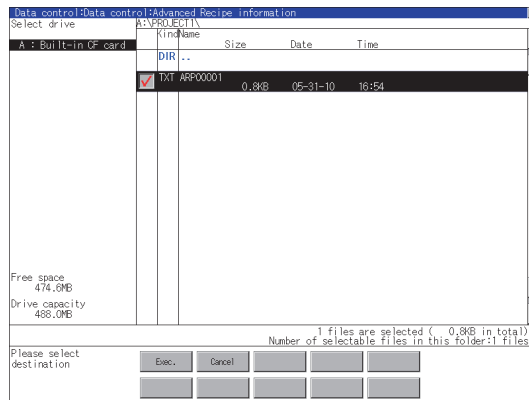 Data control:Data control:Advanced Recipe information
Select drive
A:\PROJECT1\
A : Built-in CF card
Kind Name
Size Date Time
DIR ..
TXT ARP00001
0.8KB 05-31-10 16:54
Free space
474.6MB
Drive capacity
488.0MB
1 files are selected ( 0.8KB in total)
Number of selectable files in this folder:1 files
Please select
destination
Exec. Cancel